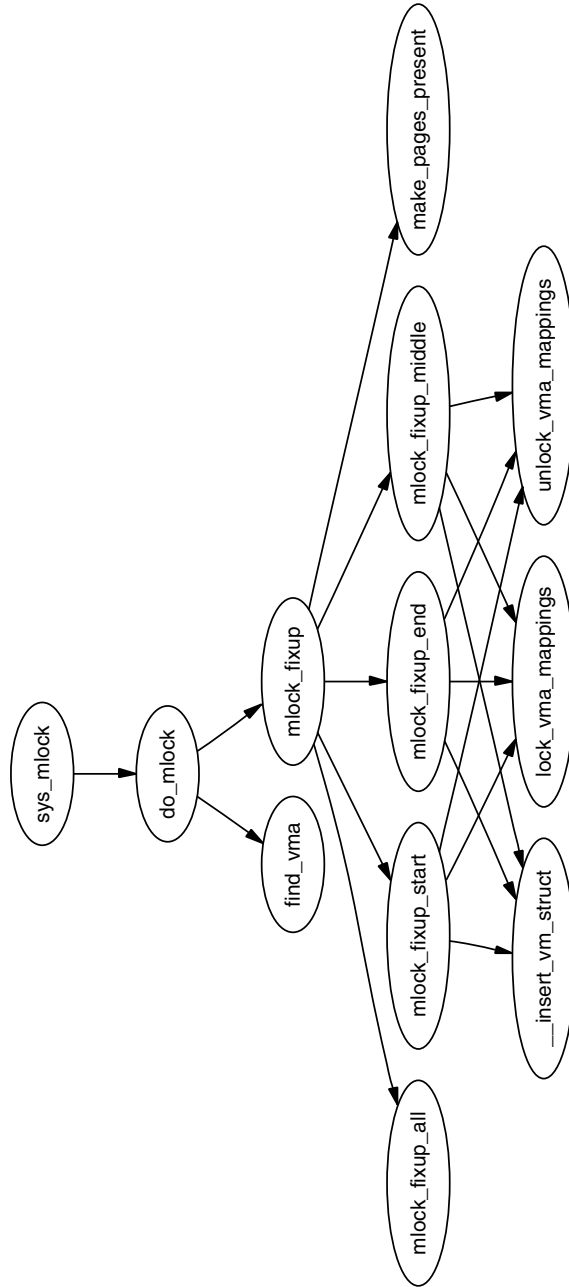 sys_mlock
do_mlock
find_vma
mlock_fixup
mlock_fixup_all
mlock_fixup_start
mlock_fixup_end
mlock_fixup_middle
make_pages_present
__insert_vm_struct
lock_vma_mappings
unlock_vma_mappings